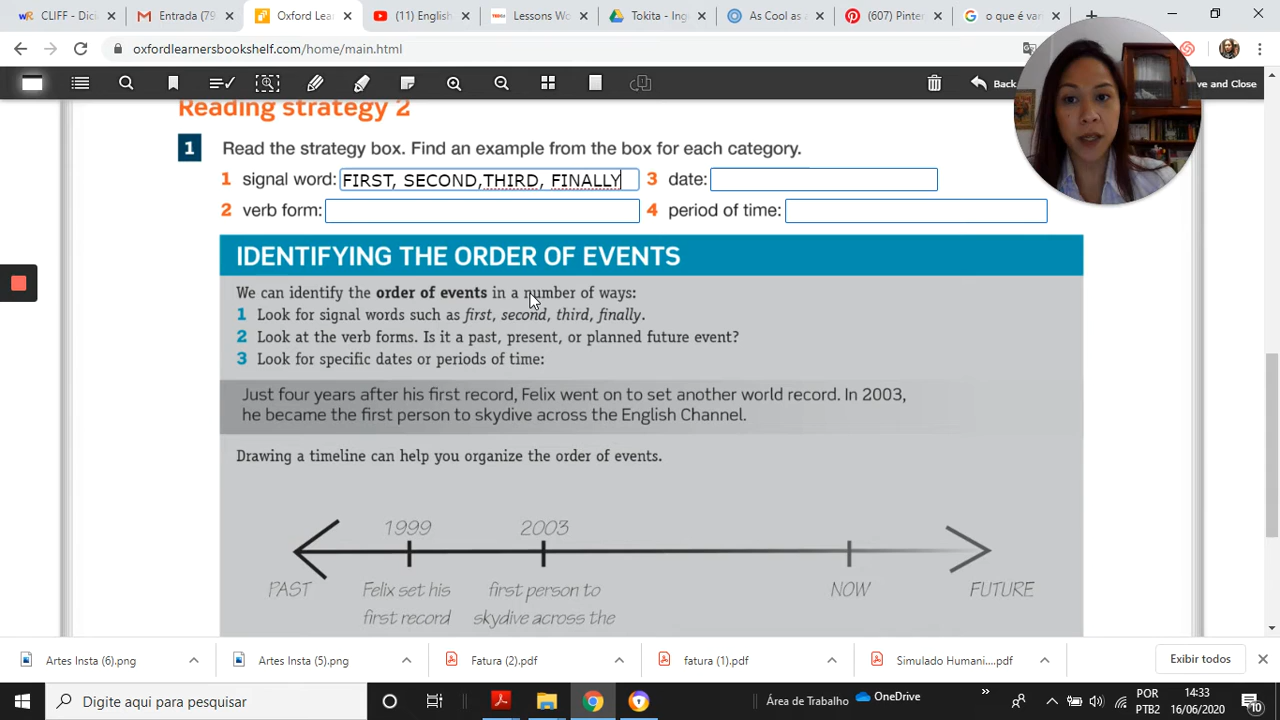 CLIFF - Dici
Entrada (79
Oxford Lea
(11) English
Lessons Wo
Tokita - Ing
As Cool as a
(607) Pinter
o que é var
oxfordlearnersbookshelf.com/home/main.html
Back
ve and Close
Reading strategy 2
1 Read the strategy box. Find an example from the box for each category.
1 signal word: FIRST, SECOND,THIRD, FINALLY 3 date:
2 verb form: 4 period of time:
IDENTIFYING THE ORDER OF EVENTS
We can identify the order of events in a number of ways:
1 Look for signal words such as first, second, third, finally.
2 Look at the verb forms. Is it a past, present, or planned future event?
3 Look for specific dates or periods of time:
Just four years after his first record, Felix went on to set another world record. In 2003,
he became the first person to skydive across the English Channel.
Drawing a timeline can help you organize the order of events.
1999 2003
PAST Felix set his first person to NOW FUTURE
first record skydive across the
Artes Insta (6).png
Artes Insta (5).png
Fatura (2).pdf
fatura (1).pdf
Simulado Humani....pdf
Exibir todos
Digite aqui para pesquisar
Área de Trabalho
OneDrive
POR 14:33
PTB2 16/06/2020
10